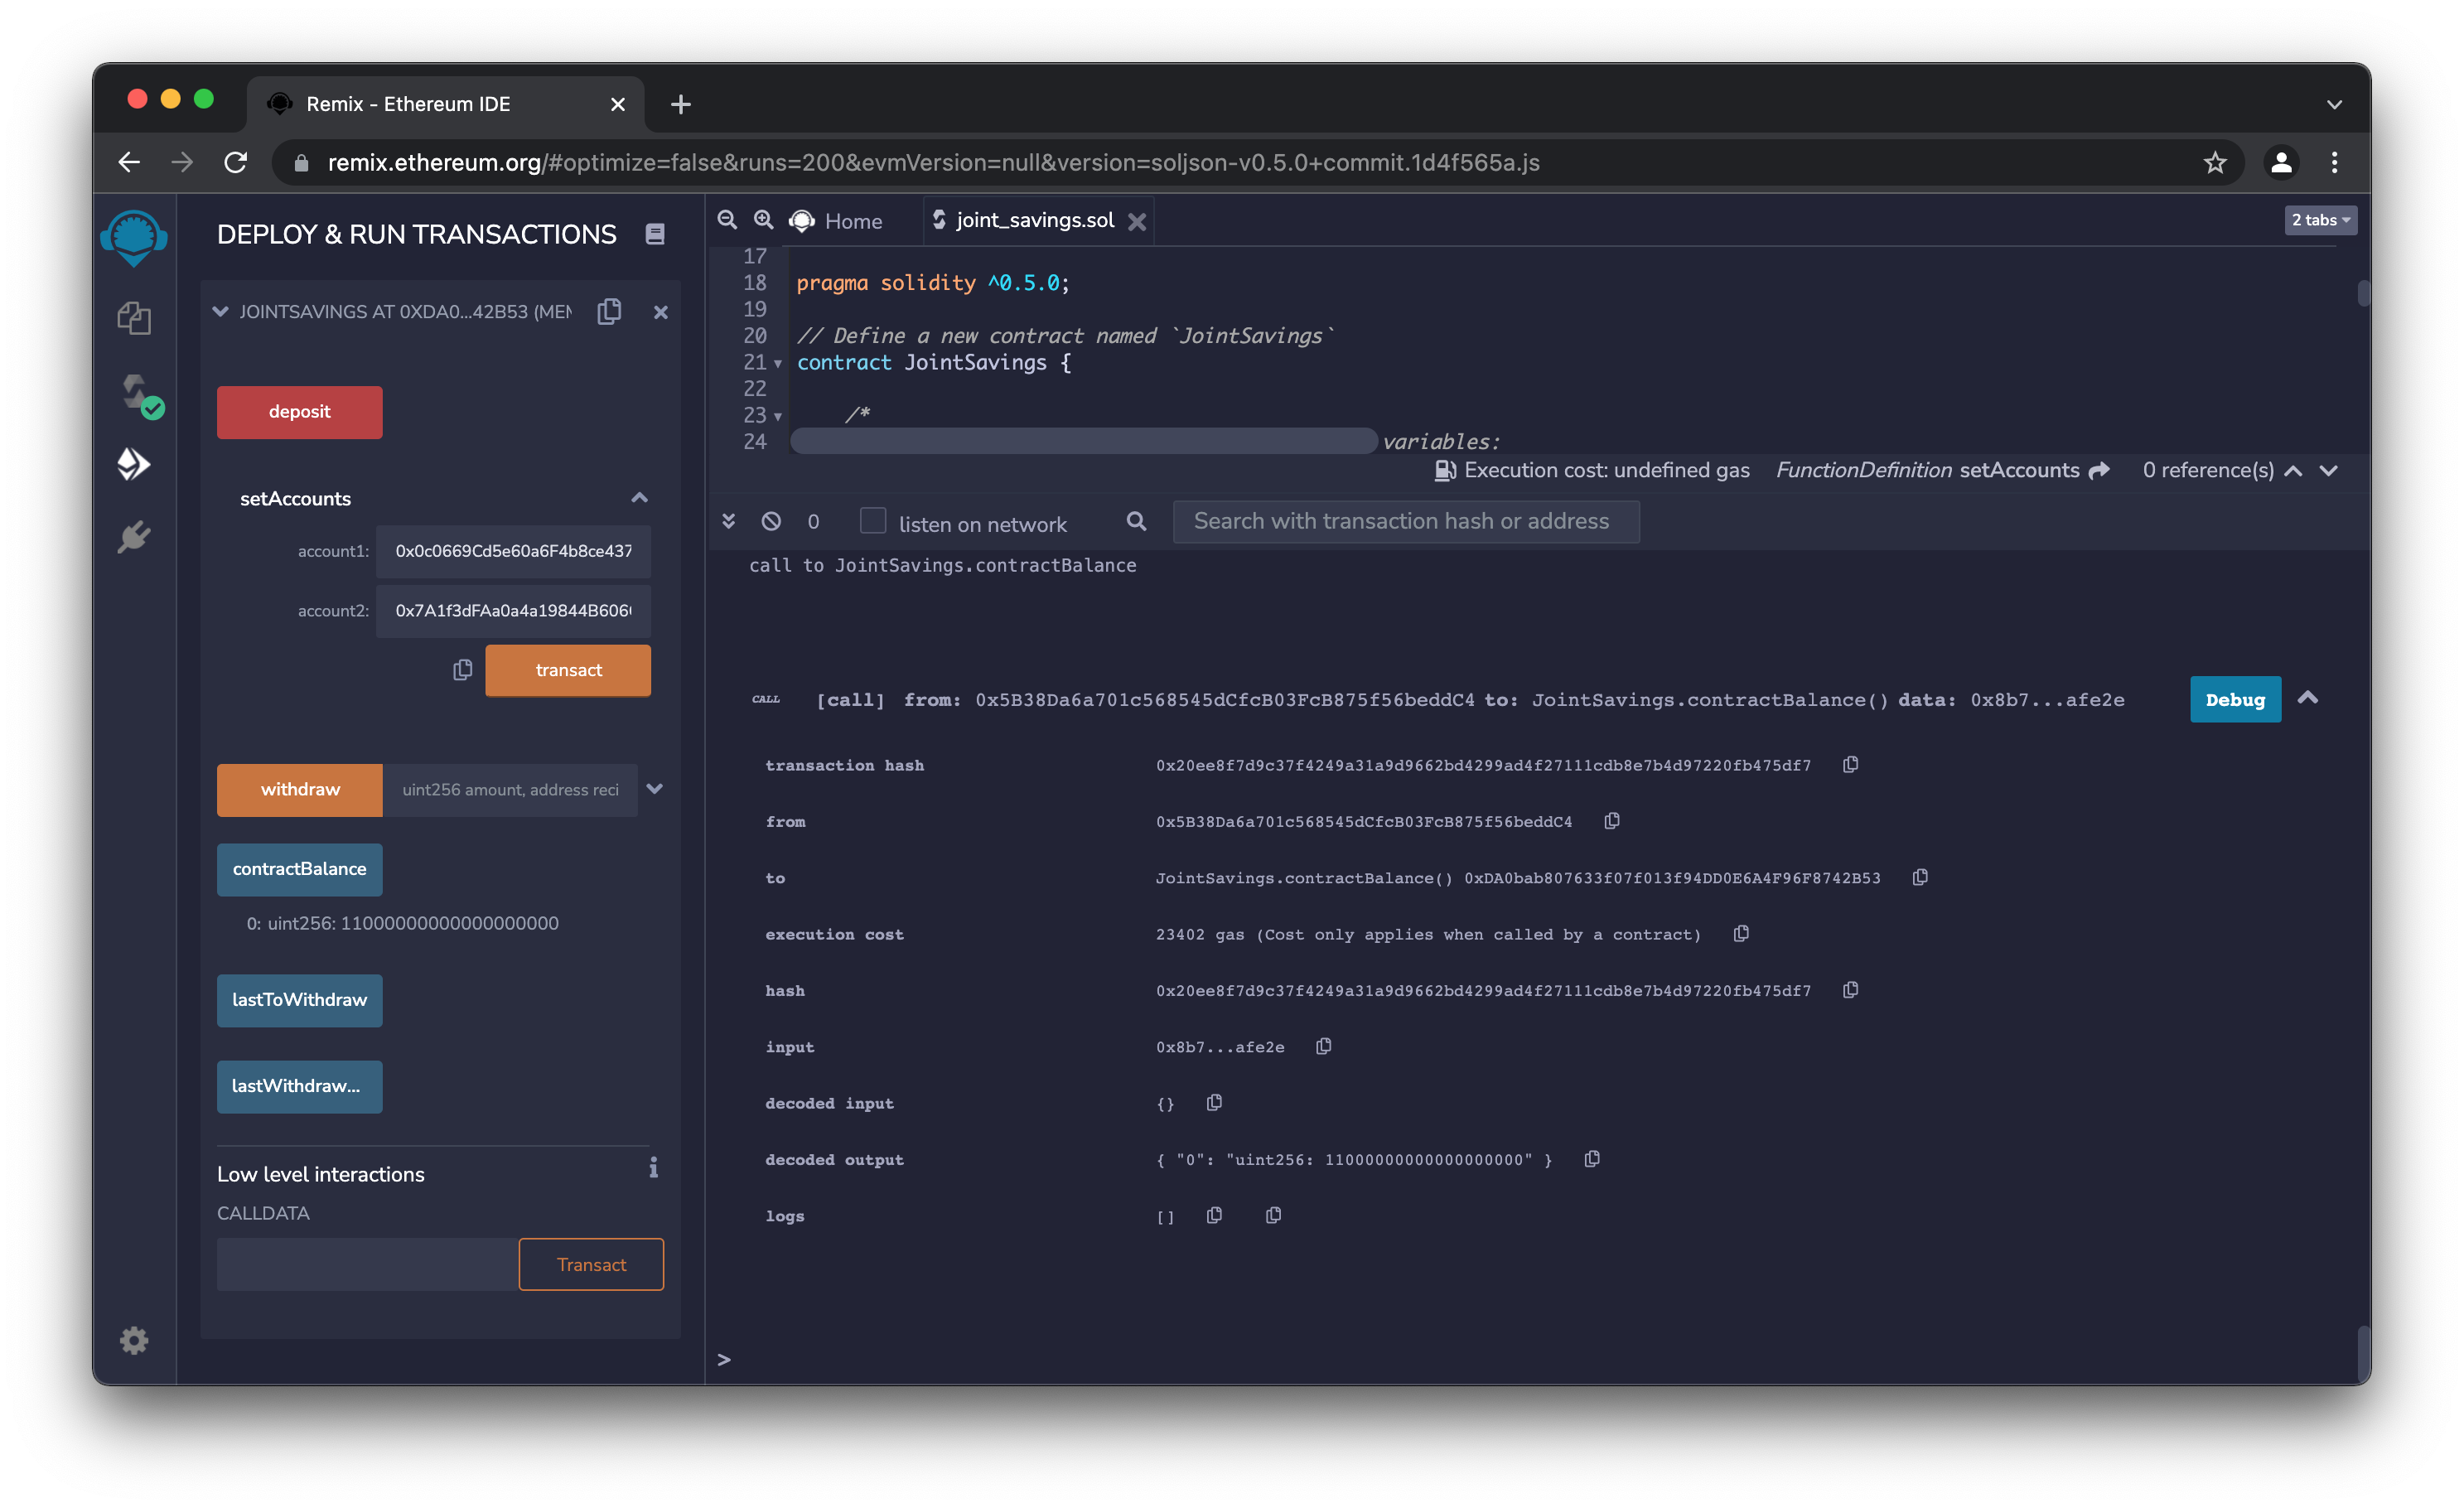 Remix - Ethereum IDE
remix.ethereum.org/#optimize=false&runs=200&evmVersion=null&version=soljson-v0.5.0+commit.1d4f565a.js
DEPLOY & RUN TRANSACTIONS
JOINTSAVINGS AT 0XDA0...42B53 (MEM
deposit
setAccounts
account1: 0x0c0669Cd5e60a6F4b8ce437
account2: 0x7A1f3dFAa0a4a19844B606
transact
withdraw uint256 amount, address reci
contractBalance
0: uint256: 11000000000000000000
lastToWithdraw
lastWithdraw...
Low level interactions
CALLDATA
Transact
Home joint_savings.sol 2 tabs
17
18 pragma solidity ^0.5.0;
19
20 // Define a new contract named `JointSavings`
21 contract JointSavings {
22
23 /*
24 variables:
Execution cost: undefined gas FunctionDefinition setAccounts 0 reference(s)
0 listen on network Search with transaction hash or address
call to JointSavings.contractBalance
CALL [call] from: 0x5B38Da6a701c568545dCfcB03FcB875f56beddC4 to: JointSavings.contractBalance() data: 0x8b7...afe2e Debug
transaction hash 0x20ee8f7d9c37f4249a31a9d9662bd4299ad4f27111cdb8e7b4d97220fb475df7
from 0x5B38Da6a701c568545dCfcB03FcB875f56beddC4
to JointSavings.contractBalance() 0xDA0bab807633f07f013f94DD0E6A4F96F8742B53
execution cost 23402 gas (Cost only applies when called by a contract)
hash 0x20ee8f7d9c37f4249a31a9d9662bd4299ad4f27111cdb8e7b4d97220fb475df7
input 0x8b7...afe2e
decoded input {}
decoded output { "0": "uint256: 11000000000000000000" }
logs []
>